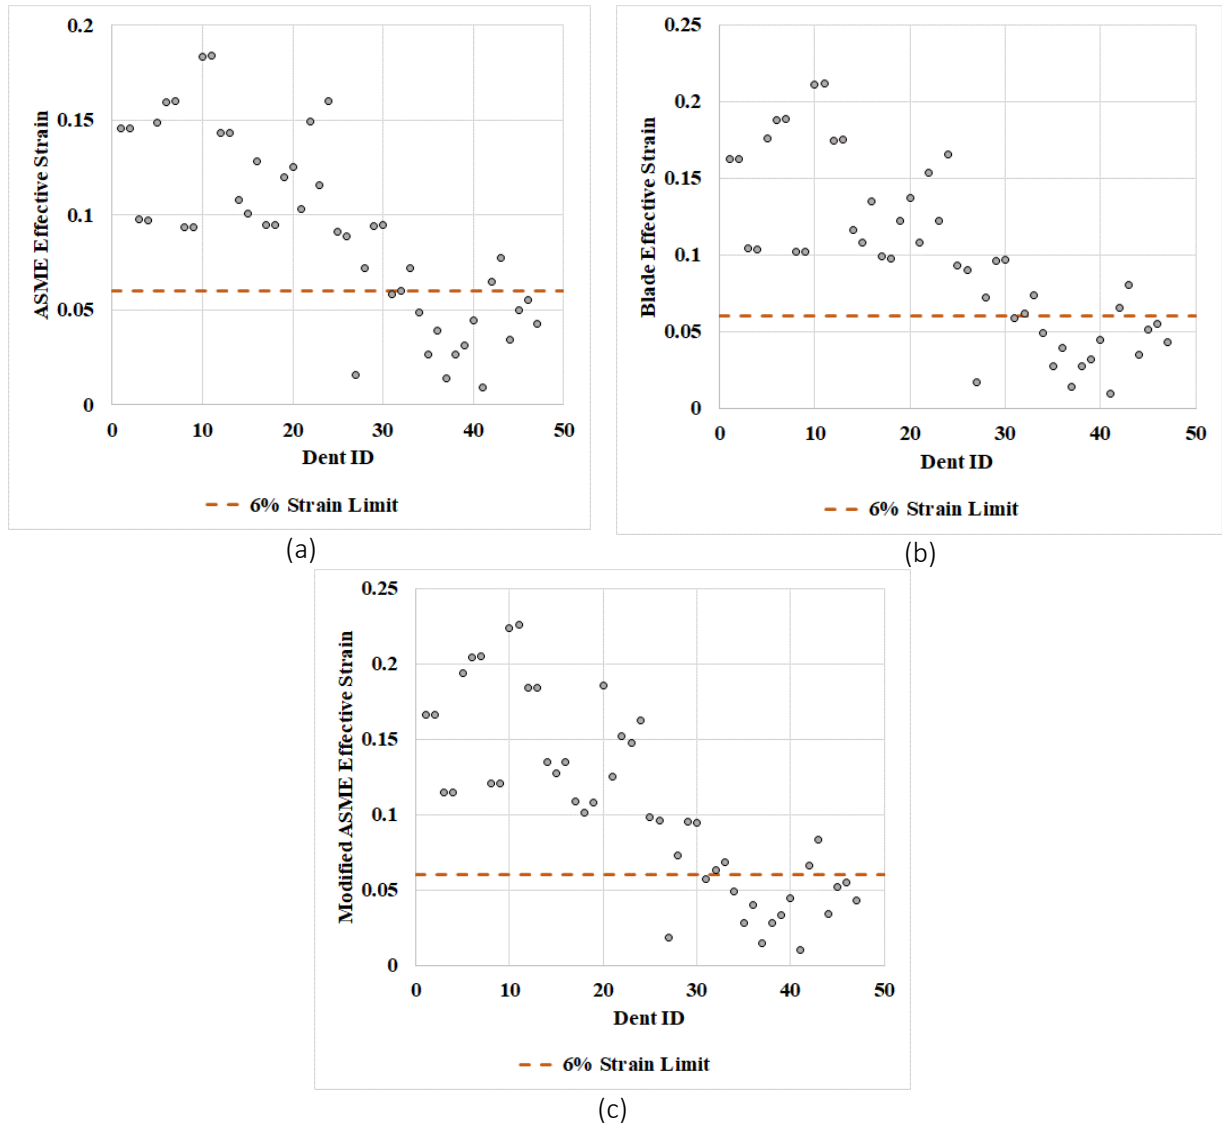 0.2
0.15
0.1
0.05
0
ASME Effective Strain
0 10 20 30 40 50
Dent ID
6% Strain Limit
(a)
0.25
0.2
0.15
0.1
0.05
0
Blade Effective Strain
0 10 20 30 40 50
Dent ID
6% Strain Limit
(b)
0.25
0.2
0.15
0.1
0.05
0
Modified ASME Effective Strain
0 10 20 30 40 50
Dent ID
6% Strain Limit
(c)